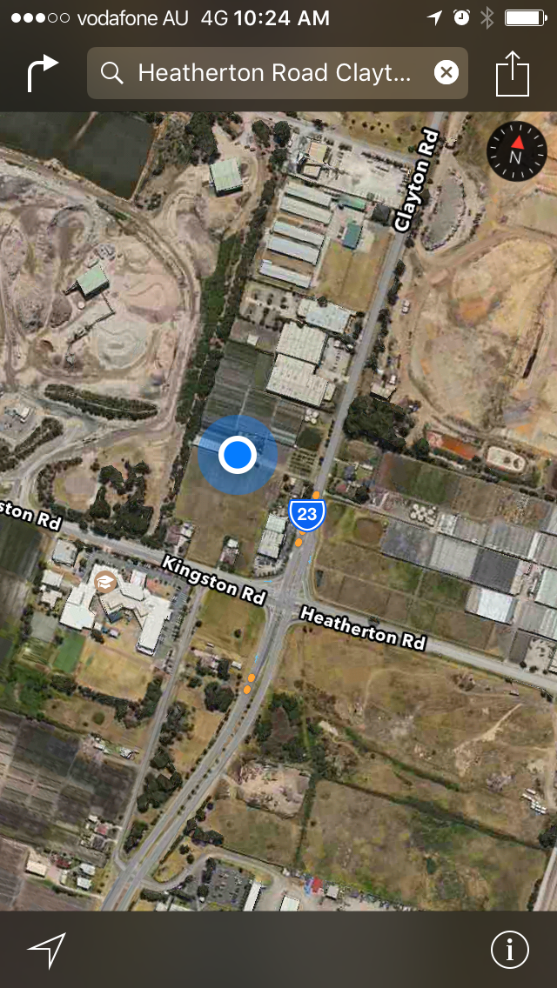 vodafone AU 4G 10:24 AM
Heatherton Road Clayt...
N
Clayton Rd
23
ston Rd
Kingston Rd
Heatherton Rd
i